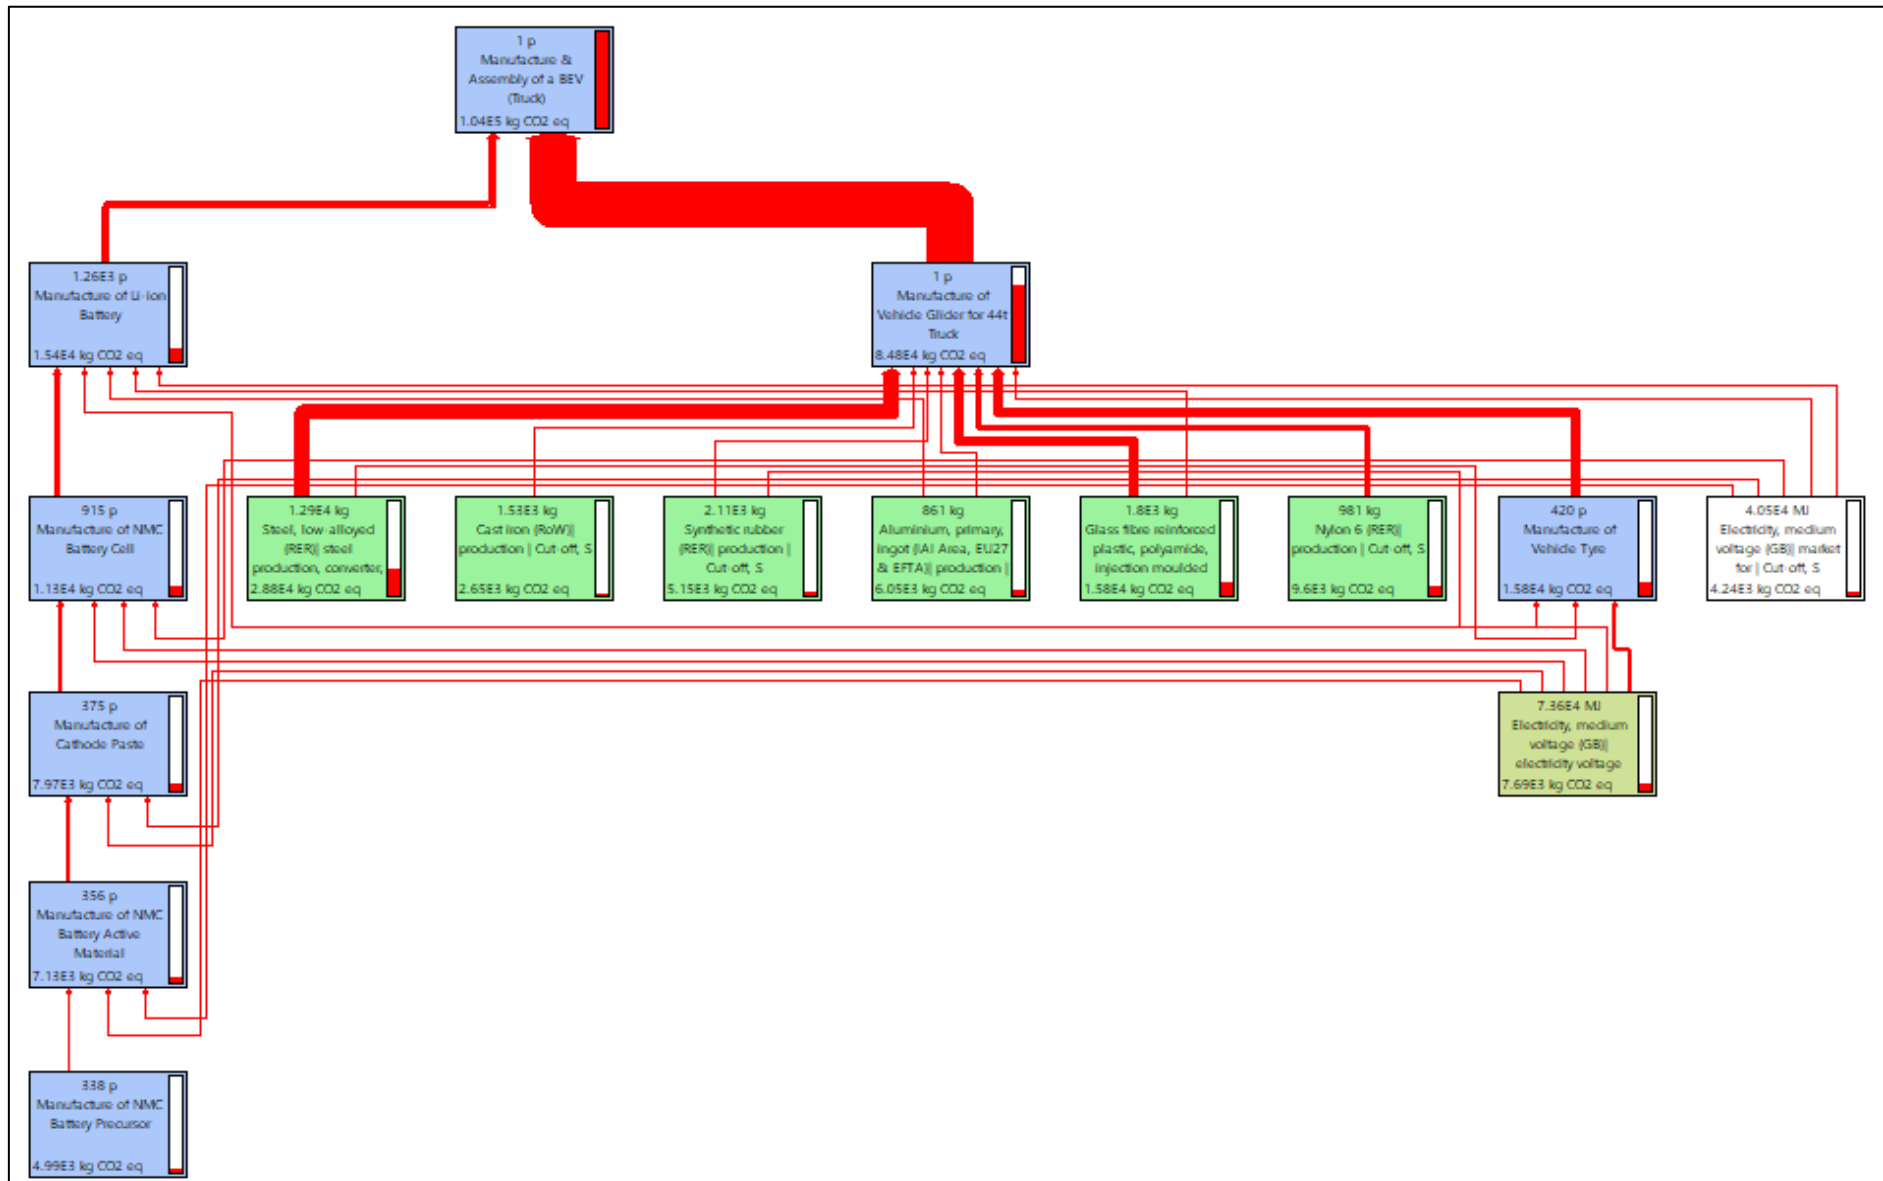 1 p
Manufacture &
Assembly of a BEV
(Truck)
1.04E5 kg CO2 eq
1.26E3 p
Manufacture of Li-ion
Battery
1.54E4 kg CO2 eq
1 p
Manufacture of
Vehicle Glider for 44t
Truck
8.48E4 kg CO2 eq
915 p
Manufacture of NMC
Battery Cell
1.13E4 kg CO2 eq
1.29E4 kg
Steel, low-alloyed
(RER)| steel
production, converter,
2.88E4 kg CO2 eq
1.53E3 kg
Cast iron (RoW)|
production | Cut-off, S
2.65E3 kg CO2 eq
2.11E3 kg
Synthetic rubber
(RER)| production |
Cut-off, S
5.15E3 kg CO2 eq
861 kg
Aluminium, primary,
ingot (IAI Area, EU27
& EFTA)| production |
6.05E3 kg CO2 eq
1.8E3 kg
Glass fibre reinforced
plastic, polyamide,
injection moulded
1.58E4 kg CO2 eq
981 kg
Nylon 6 (RER)|
production | Cut-off, S
9.6E3 kg CO2 eq
420 p
Manufacture of
Vehicle Tyre
1.58E4 kg CO2 eq
4.05E4 MJ
Electricity, medium
voltage (GB)| market
for | Cut-off, S
4.24E3 kg CO2 eq
375 p
Manufacture of
Cathode Paste
7.97E3 kg CO2 eq
7.36E4 MJ
Electricity, medium
voltage (GB)|
electricity voltage
7.69E3 kg CO2 eq
356 p
Manufacture of NMC
Battery Active
Material
7.13E3 kg CO2 eq
338 p
Manufacture of NMC
Battery Precursor
4.99E3 kg CO2 eq